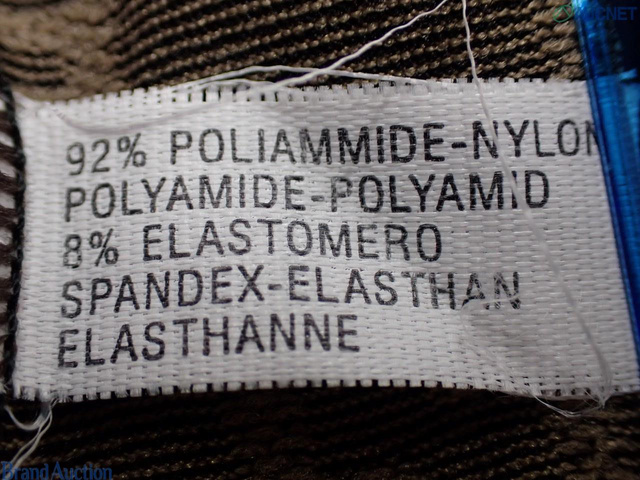 92% POLIAMMIDE-NYLON
POLYAMIDE-POLYAMID
8% ELASTOMERO
SPANDEX-ELASTHAN
ELASTHANNE
Brand Auction